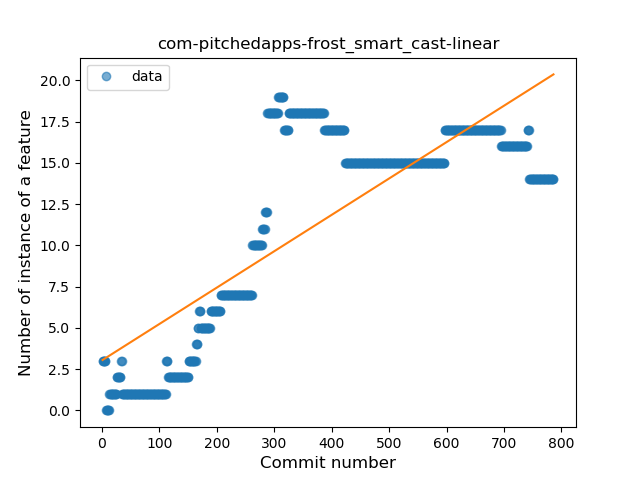 com-pitchedapps-frost_smart_cast-linear
data
Number of instance of a feature
20.0
17.5
15.0
12.5
10.0
7.5
5.0
2.5
0.0
0 100 200 300 400 500 600 700 800
Commit number